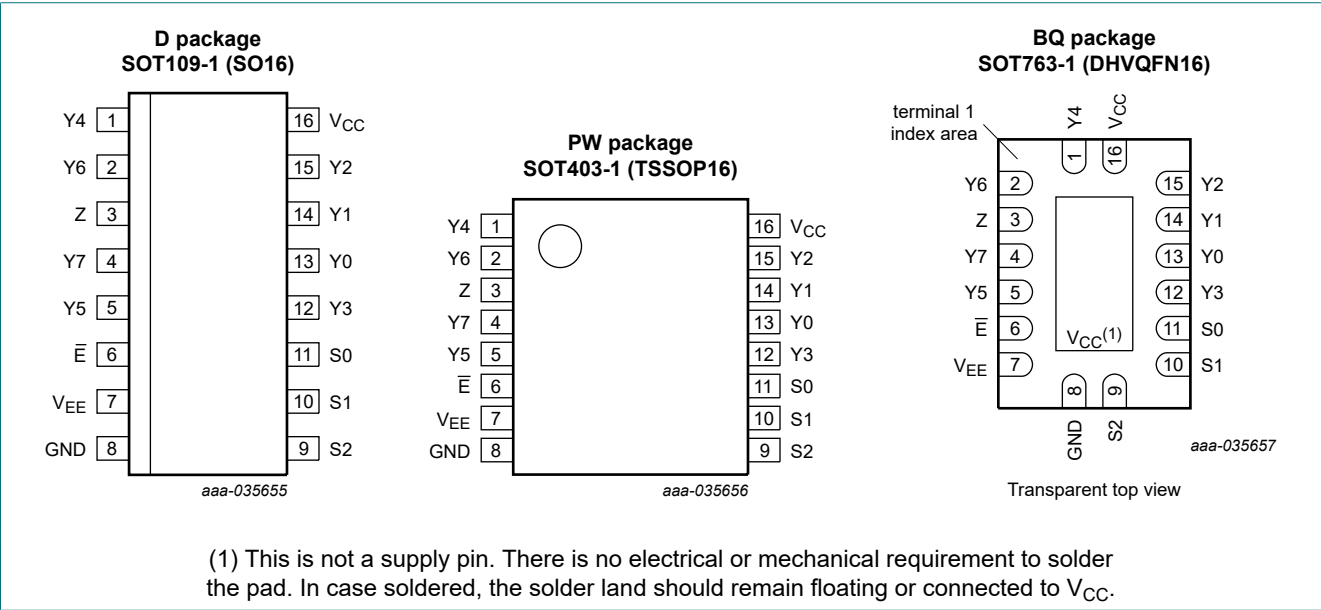 D package
SOT109-1 (SO16)
Y4 1 16 VCC
Y6 2 15 Y2
Z 3 14 Y1
Y7 4 13 Y0
Y5 5 12 Y3
E̅ 6 11 S0
VEE 7 10 S1
GND 8 9 S2
aaa-035655
PW package
SOT403-1 (TSSOP16)
Y4 1 16 VCC
Y6 2 15 Y2
Z 3 14 Y1
Y7 4 13 Y0
Y5 5 12 Y3
E̅ 6 11 S0
VEE 7 10 S1
GND 8 9 S2
aaa-035656
BQ package
SOT763-1 (DHVQFN16)
terminal 1
index area
Y4 VCC
1 16
Y6 2 15 Y2
Z 3 14 Y1
Y7 4 13 Y0
Y5 5 12 Y3
E̅ 6 11 S0
VCC(1)
VEE 7 10 S1
8 9
GND S2
aaa-035657
Transparent top view
(1) This is not a supply pin. There is no electrical or mechanical requirement to solder
the pad. In case soldered, the solder land should remain floating or connected to VCC.